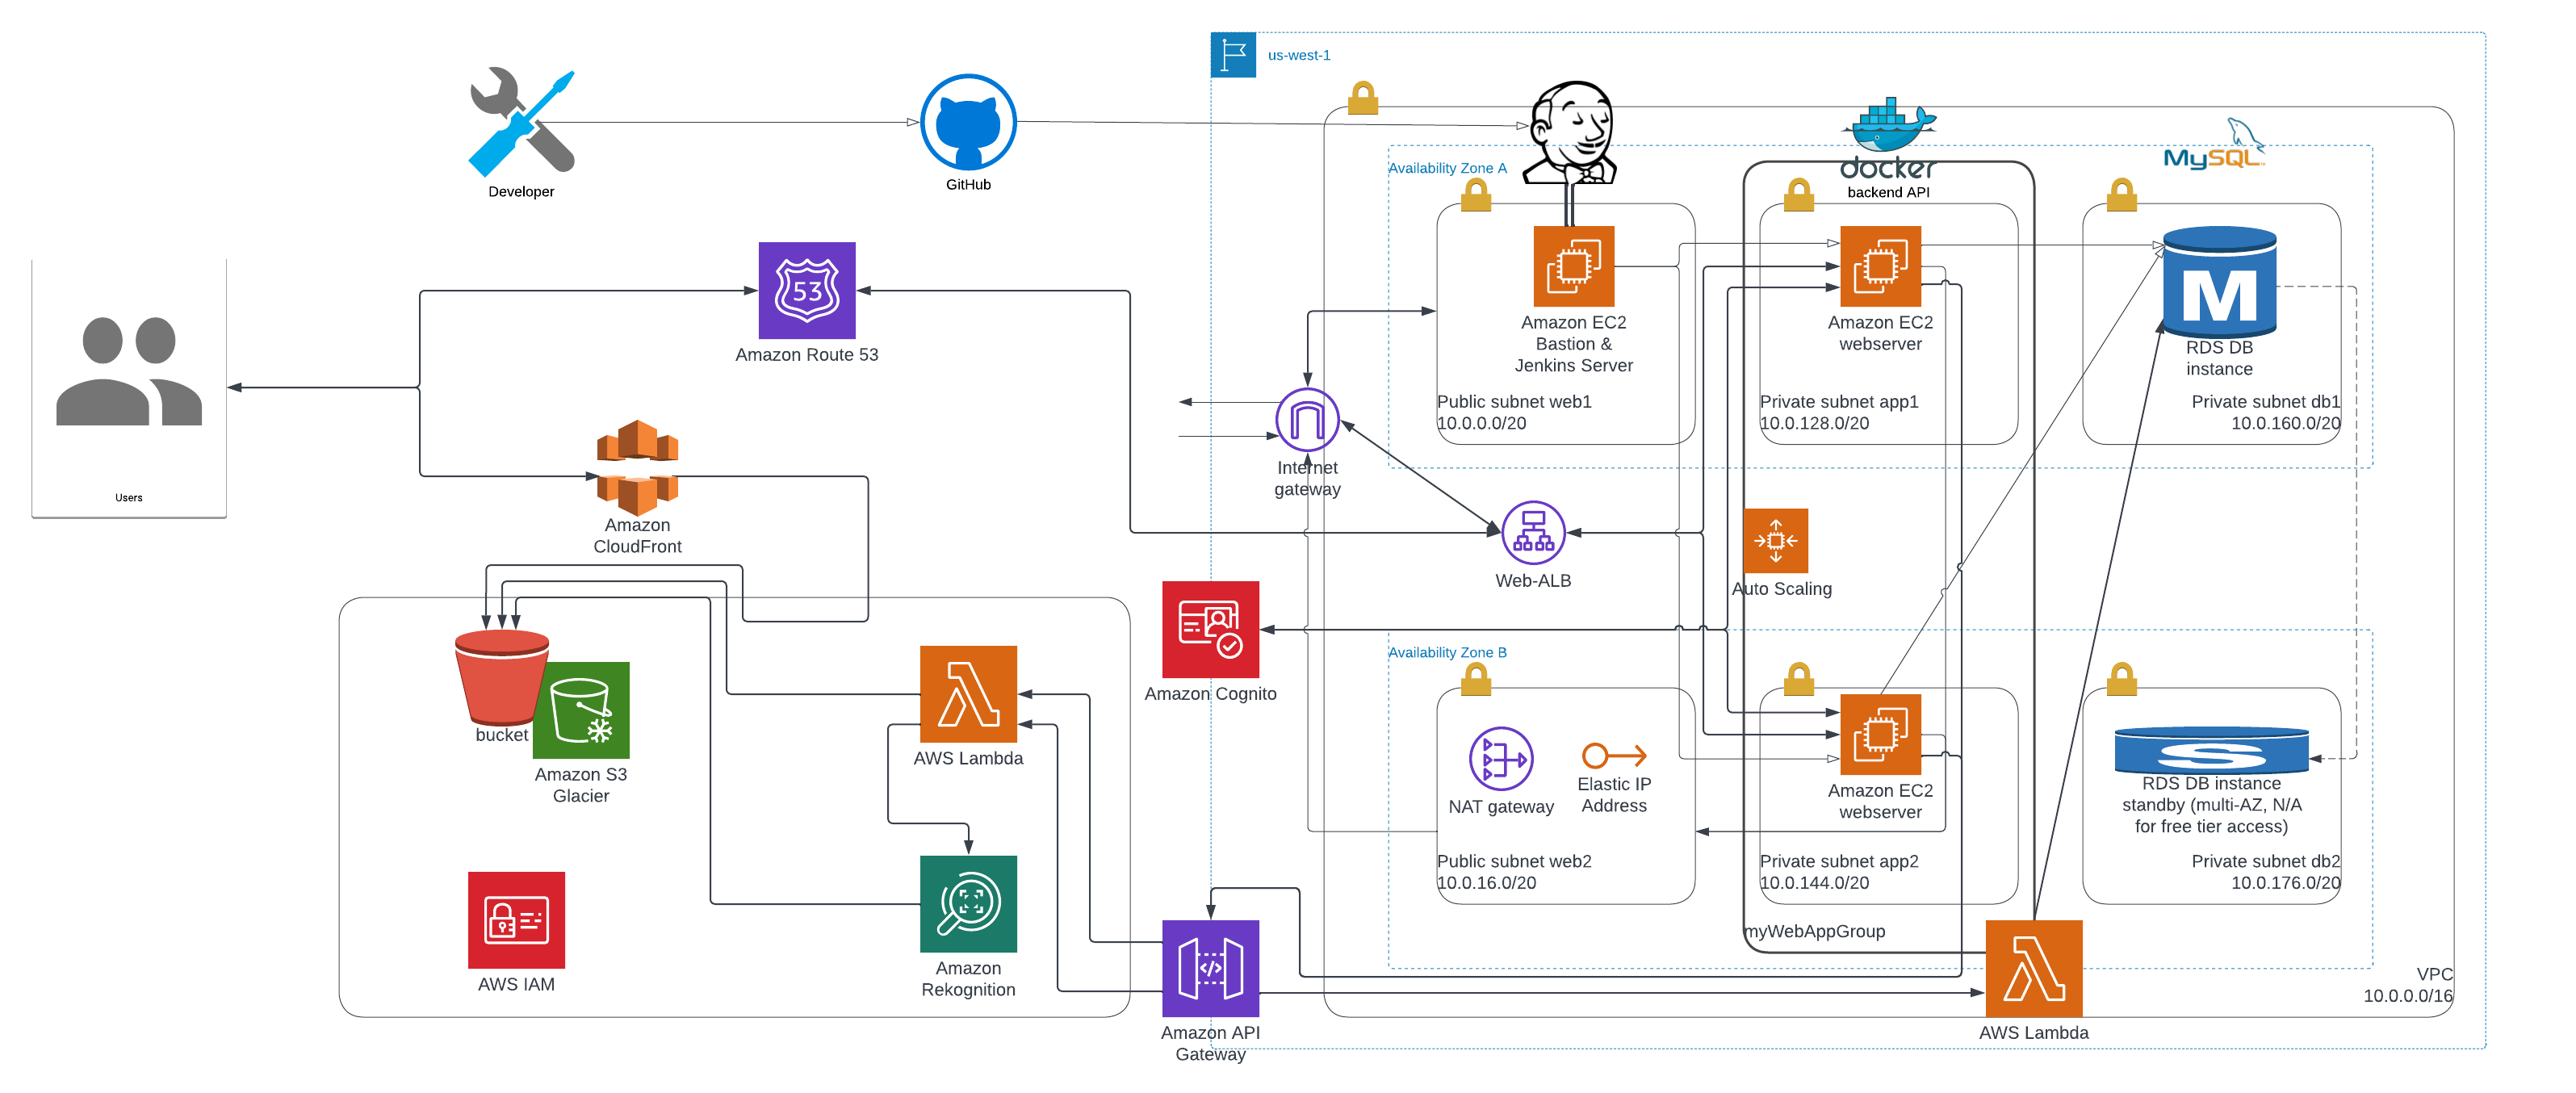 us-west-1
Developer
GitHub
Availability Zone A
docker
backend API
MySQL
53
Amazon Route 53
Amazon EC2
Bastion &
Jenkins Server
Amazon EC2
webserver
M
RDS DB
instance
Public subnet web1
10.0.0.0/20
Private subnet app1
10.0.128.0/20
Private subnet db1
10.0.160.0/20
Users
Internet
gateway
Amazon
CloudFront
Web-ALB
Auto Scaling
Amazon Cognito
Availability Zone B
bucket
Amazon S3
Glacier
AWS Lambda
NAT gateway
Elastic IP
Address
Amazon EC2
webserver
S
RDS DB instance
standby (multi-AZ, N/A
for free tier access)
Public subnet web2
10.0.16.0/20
Private subnet app2
10.0.144.0/20
Private subnet db2
10.0.176.0/20
myWebAppGroup
AWS IAM
Amazon
Rekognition
</>
Amazon API
Gateway
AWS Lambda
VPC
10.0.0.0/16